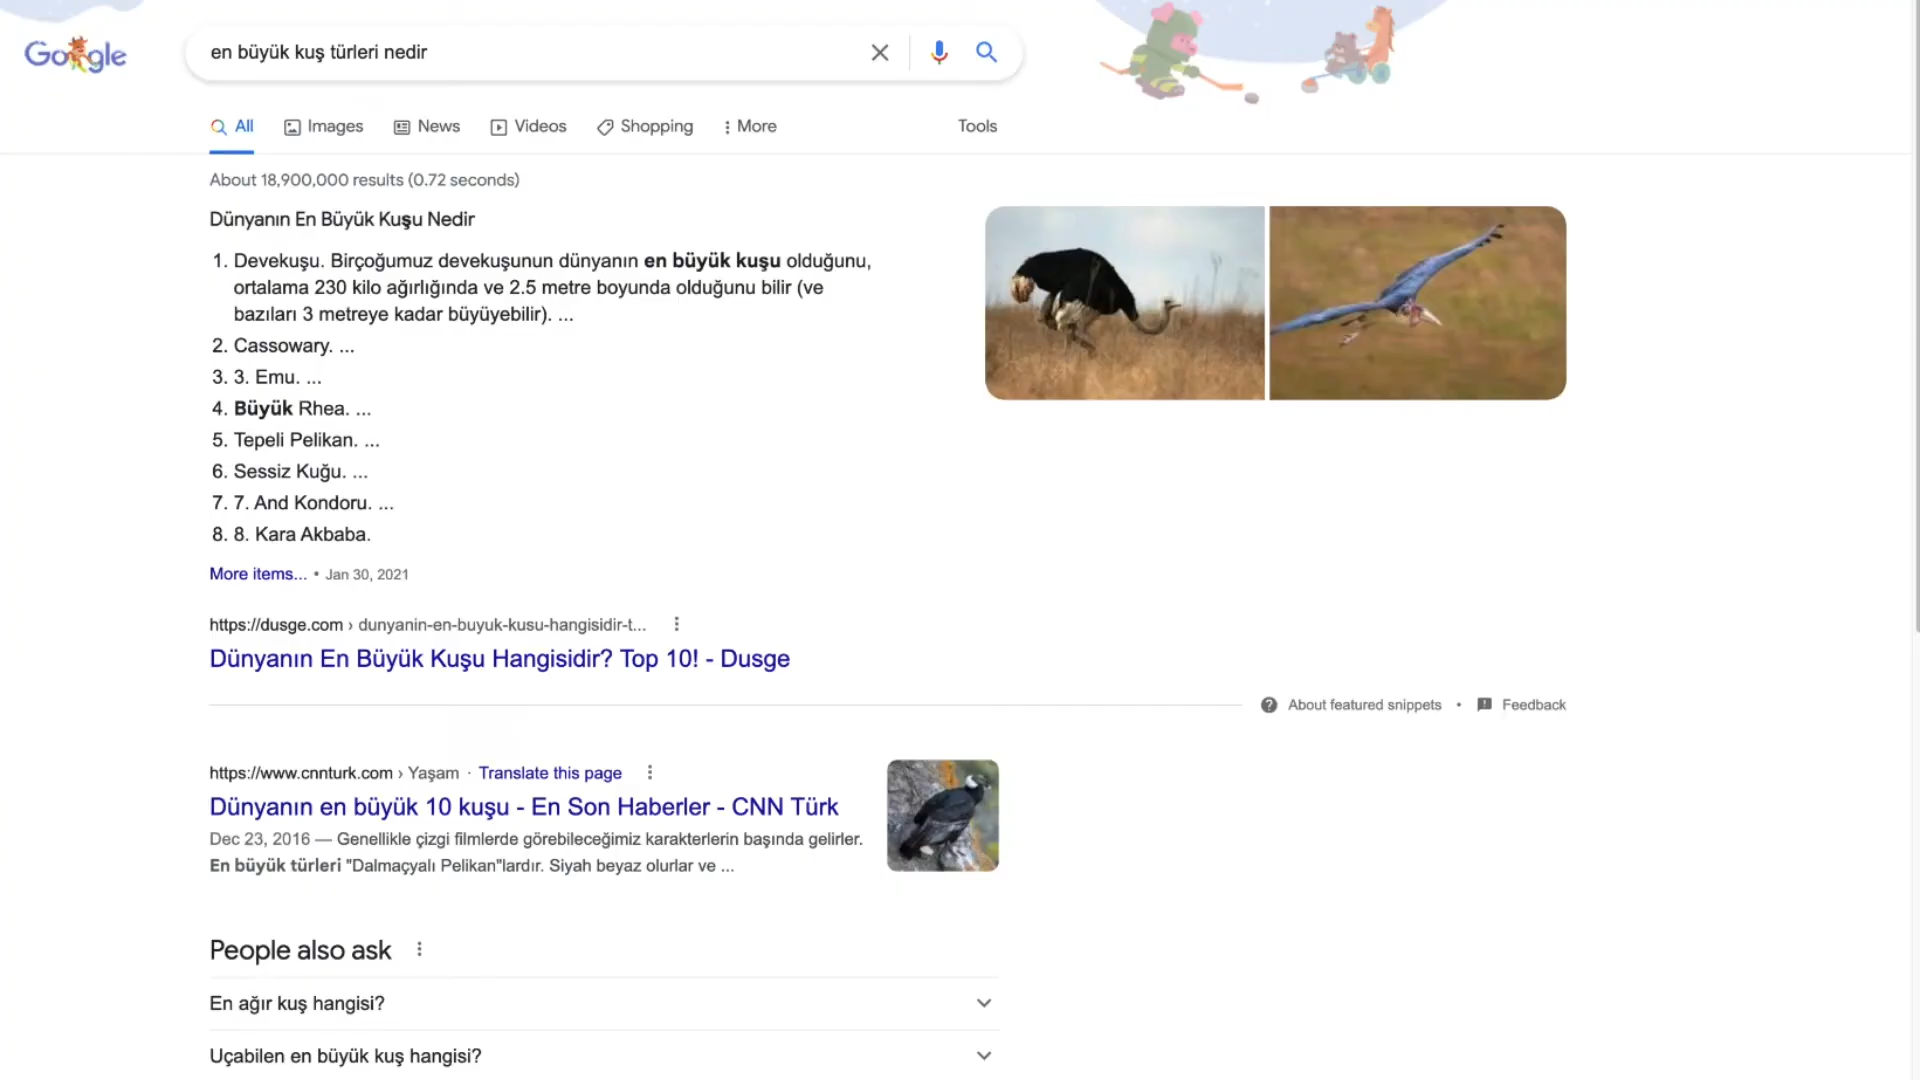 Google
en büyük kuş türleri nedir
All
Images
News
Videos
Shopping
More
Tools
About 18,900,000 results (0.72 seconds)
Dünyanın En Büyük Kuşu Nedir
1. Devekuşu. Birçoğumuz devekuşunun dünyanın en büyük kuşu olduğunu,
ortalama 230 kilo ağırlığında ve 2.5 metre boyunda olduğunu bilir (ve
bazıları 3 metreye kadar büyüyebilir). ...
2. Cassowary. ...
3. 3. Emu. ...
4. Büyük Rhea. ...
5. Tepeli Pelikan. ...
6. Sessiz Kuğu. ...
7. 7. And Kondoru. ...
8. 8. Kara Akbaba.
More items... • Jan 30, 2021
https://dusge.com › dunyanin-en-buyuk-kusu-hangisidir-t...
Dünyanın En Büyük Kuşu Hangisidir? Top 10! - Dusge
About featured snippets • Feedback
https://www.cnnturk.com › Yaşam · Translate this page
Dünyanın en büyük 10 kuşu - En Son Haberler - CNN Türk
Dec 23, 2016 — Genellikle çizgi filmlerde görebileceğimiz karakterlerin başında gelirler.
En büyük türleri "Dalmaçyalı Pelikan"lardır. Siyah beyaz olurlar ve ...
People also ask
En ağır kuş hangisi?
Uçabilen en büyük kuş hangisi?